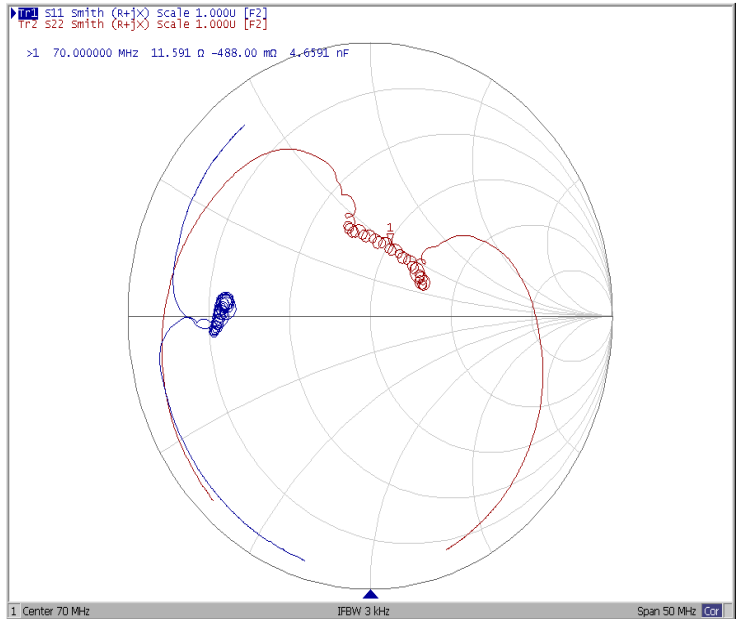 Tr1 S11 Smith (R+jX) Scale 1.000U [F2]
Tr2 S22 Smith (R+jX) Scale 1.000U [F2]
>1 70.000000 MHz 11.591 Ω -488.00 mΩ 4.6591 nF
1
1 Center 70 MHz IFBW 3 kHz Span 50 MHz Cor